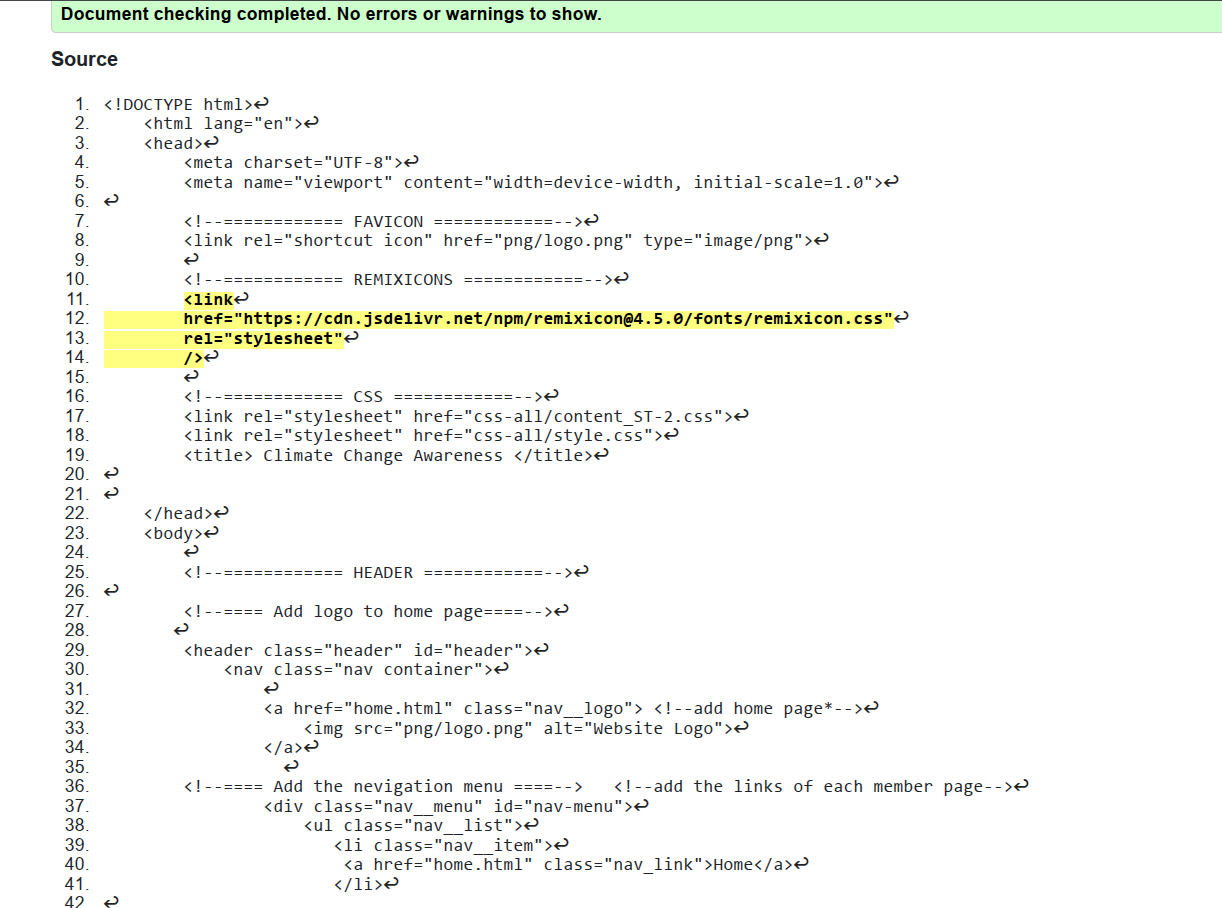 Document checking completed. No errors or warnings to show.
Source
1. <!DOCTYPE html>↩
2. <html lang="en">↩
3. <head>↩
4. <meta charset="UTF-8">↩
5. <meta name="viewport" content="width=device-width, initial-scale=1.0">↩
6. ↩
7. <!--============ FAVICON ============-->↩
8. <link rel="shortcut icon" href="png/logo.png" type="image/png">↩
9. ↩
10. <!--============ REMIXICONS ============-->↩
11. <link↩
12. href="https://cdn.jsdelivr.net/npm/remixicon@4.5.0/fonts/remixicon.css"↩
13. rel="stylesheet"↩
14. />↩
15. ↩
16. <!--============ CSS ============-->↩
17. <link rel="stylesheet" href="css-all/content_ST-2.css">↩
18. <link rel="stylesheet" href="css-all/style.css">↩
19. <title> Climate Change Awareness </title>↩
20. ↩
21. ↩
22. </head>↩
23. <body>↩
24. ↩
25. <!--============ HEADER ============-->↩
26. ↩
27. <!--==== Add logo to home page====-->↩
28. ↩
29. <header class="header" id="header">↩
30. <nav class="nav container">↩
31. ↩
32. <a href="home.html" class="nav__logo"> <!--add home page*-->↩
33. <img src="png/logo.png" alt="Website Logo">↩
34. </a>↩
35. ↩
36. <!--==== Add the nevigation menu ====--> <!--add the links of each member page-->↩
37. <div class="nav__menu" id="nav-menu">↩
38. <ul class="nav__list">↩
39. <li class="nav__item">↩
40. <a href="home.html" class="nav_link">Home</a>↩
41. </li>↩
42. ↩